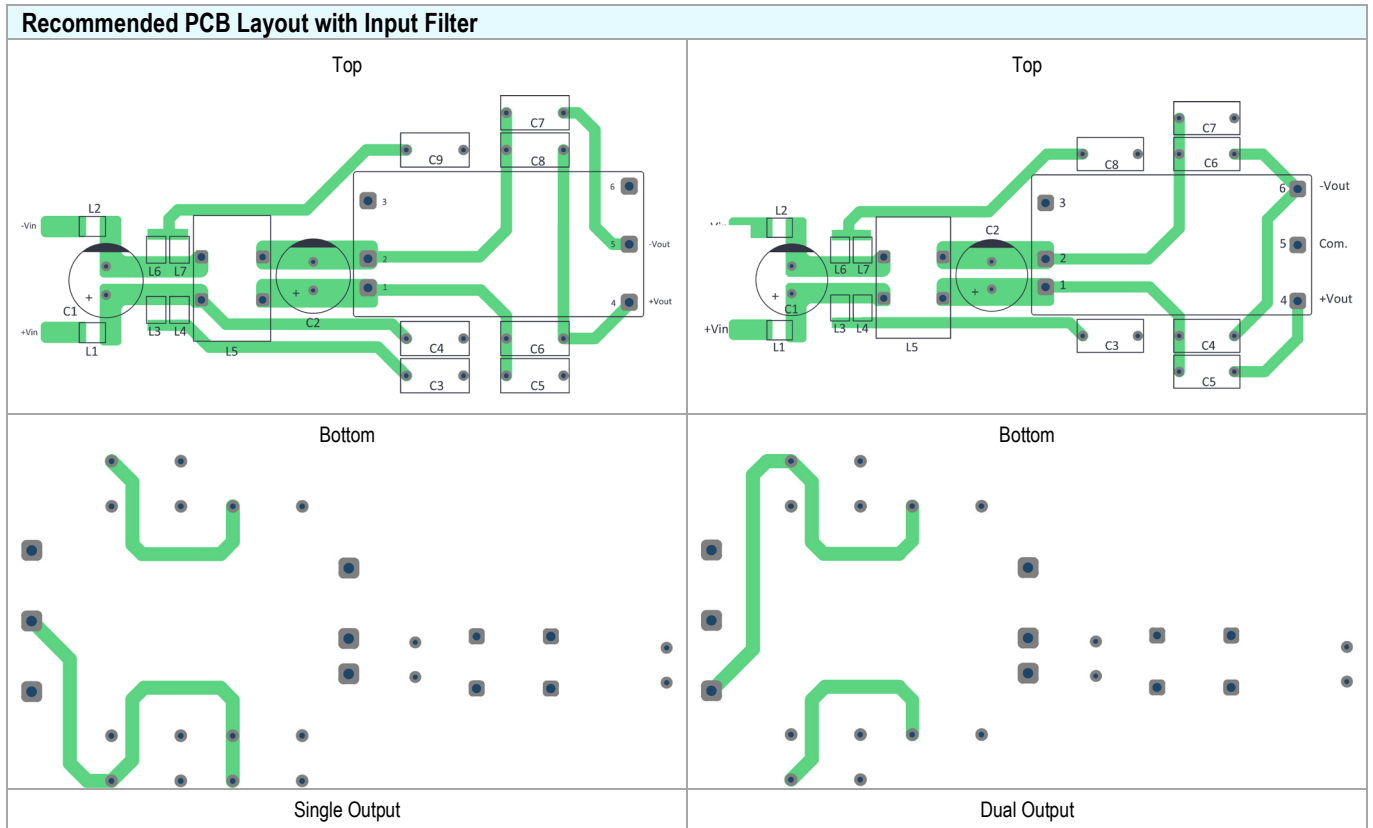 Recommended PCB Layout with Input Filter
Top
C7
C8
C9
6
3
L2
-Vin
5
-Vout
L6
L7
2
1
+
C1
+
C2
4
+Vout
L3
L4
+Vin
L1
L5
C4
C6
C3
C5
Top
C7
C8
C6
6
-Vout
3
L2
C2
5
Com.
L6
L7
2
1
+
C1
+
4
+Vout
L3
L4
+Vin
L1
L5
C3
C4
C5
Bottom
Bottom
Single Output
Dual Output